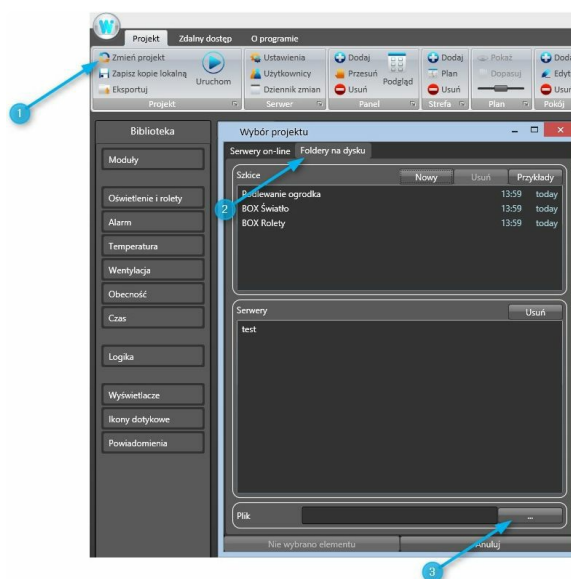 W
Projekt Zdalny dostęp O programie
Zmień projekt
Zapisz kopie lokalną
Eksportuj
Uruchom
Projekt
Ustawienia
Użytkownicy
Dziennik zmian
Serwer
Dodaj
Przesuń
Usuń
Podgląd
Panel
Dodaj
Plan
Usuń
Strefa
Pokaż
Dopasuj
Plan
Doda
Edyt
Usuń
Pokój
1
Biblioteka
Moduły
Oświetlenie i rolety
Alarm
Temperatura
Wentylacja
Obecność
Czas
Logika
Wyświetlacze
Ikony dotykowe
Powiadomienia
Wybór projektu
Serwery on-line Foldery na dysku
Szkice Nowy Usuń Przykłady
2
Podlewanie ogrodka 13:59 today
BOX Światło 13:59 today
BOX Rolety 13:59 today
Serwery Usuń
test
Plik ...
Nie wybrano elementu Anuluj
3